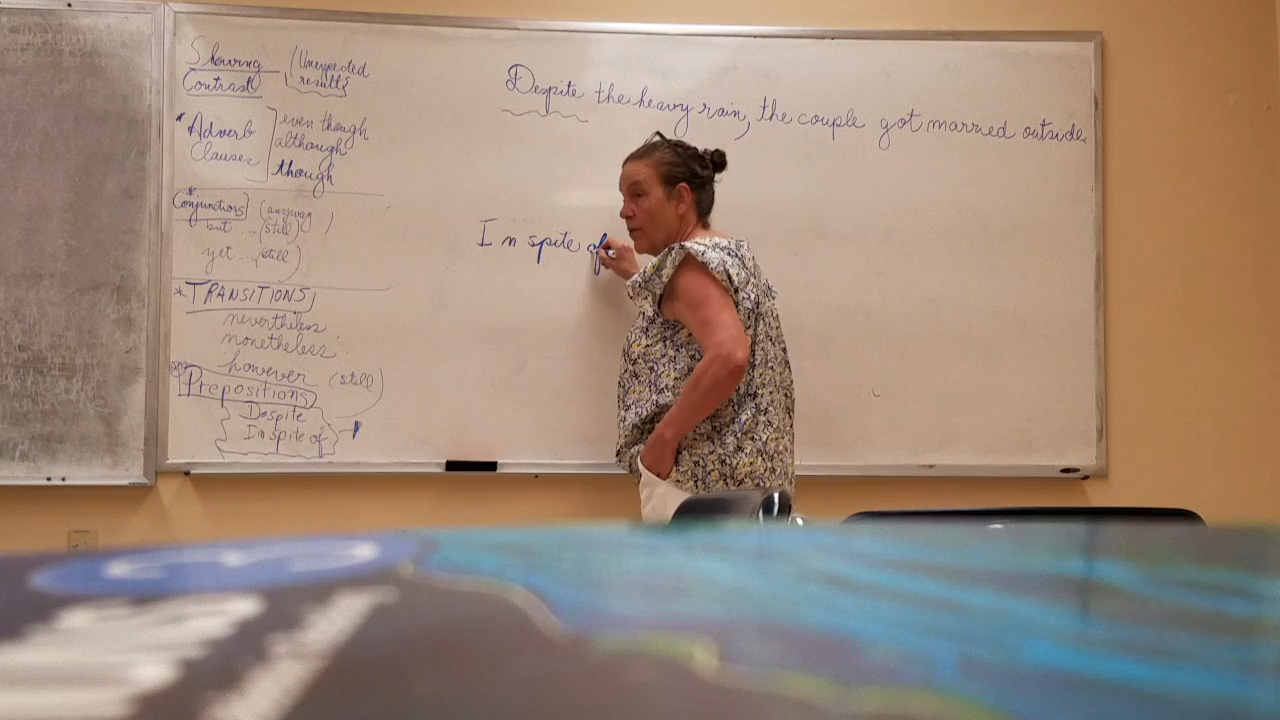 Showing
Contrast
(Unexpected
results
* Adverb
Clauses
even though
although
though
*
Conjunctions
(anyway )
but ... (still)
yet ... (still)
* TRANSITIONS
nevertheless
nonetheless
however (still)
Prepositions
Despite
In spite of
Despite the heavy rain, the couple got married outside.
In spite of